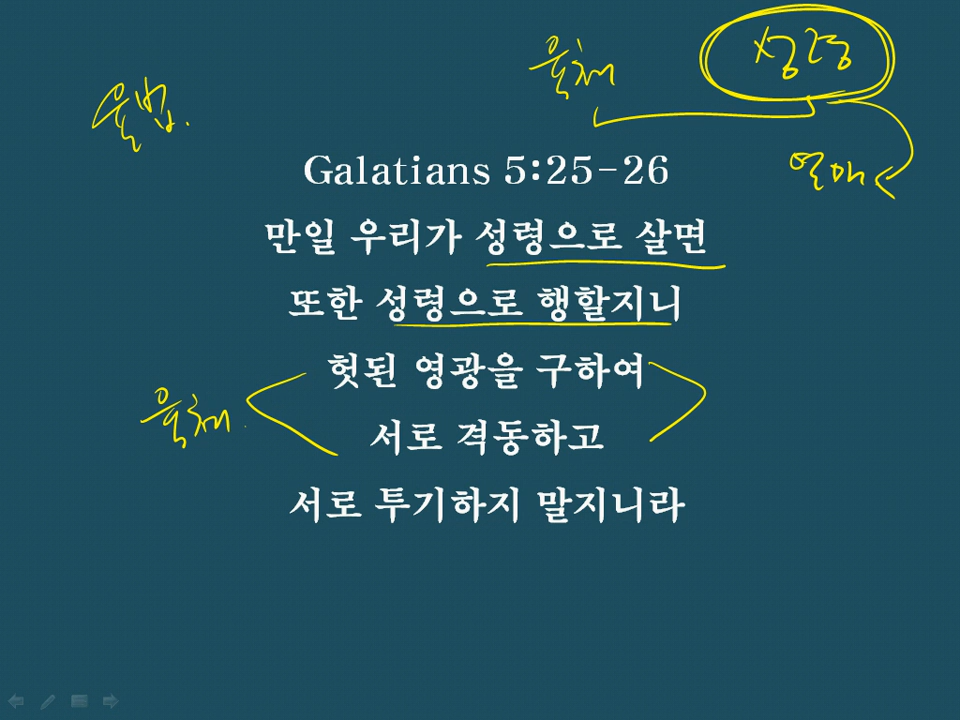 육체 성령
율법.
열매
Galatians 5:25-26
만일 우리가 성령으로 살면
또한 성령으로 행할지니
헛된 영광을 구하여
육체
서로 격동하고
서로 투기하지 말지니라